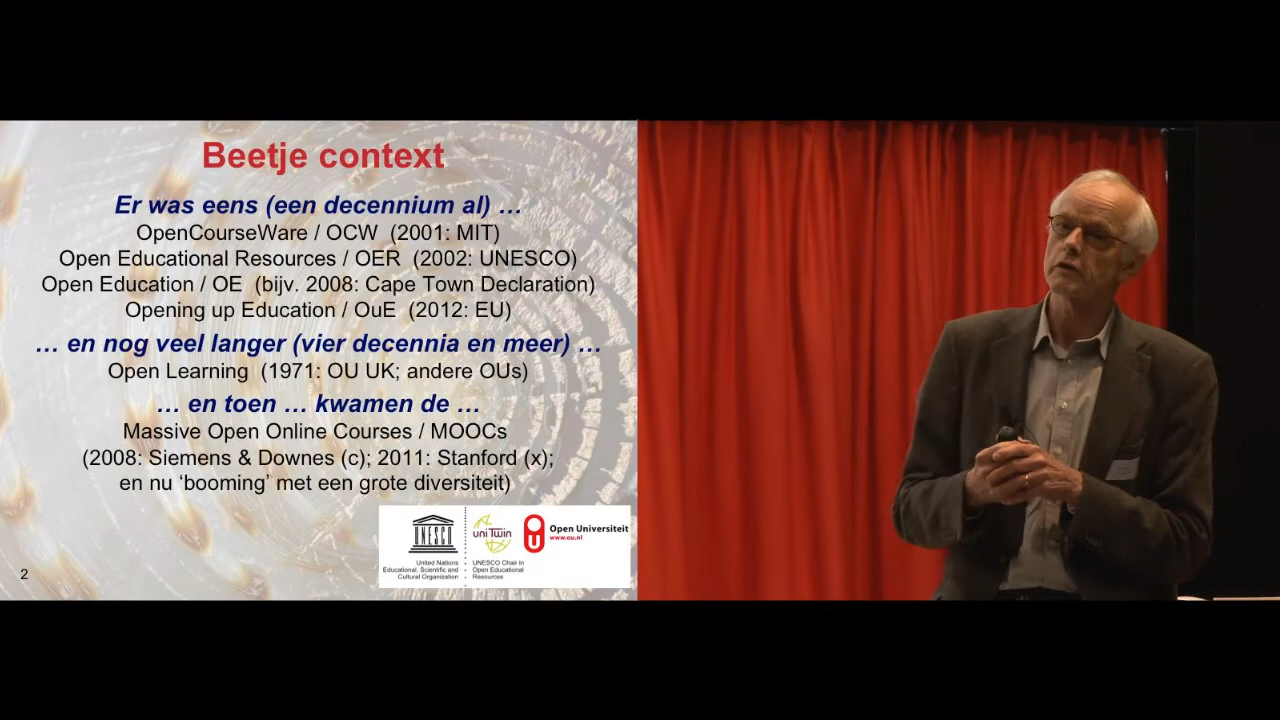 Beetje context
Er was eens (een decennium al) …
OpenCourseWare / OCW (2001: MIT)
Open Educational Resources / OER (2002: UNESCO)
Open Education / OE (bijv. 2008: Cape Town Declaration)
Opening up Education / OuE (2012: EU)
… en nog veel langer (vier decennia en meer) …
Open Learning (1971: OU UK; andere OUs)
… en toen … kwamen de …
Massive Open Online Courses / MOOCs
(2008: Siemens & Downes (c); 2011: Stanford (x);
en nu ‘booming’ met een grote diversiteit)
UNESCO
uniTwin
Open Universiteit
www.ou.nl
United Nations
Educational, Scientific and
Cultural Organization
UNESCO Chair in
Open Educational
Resources
2